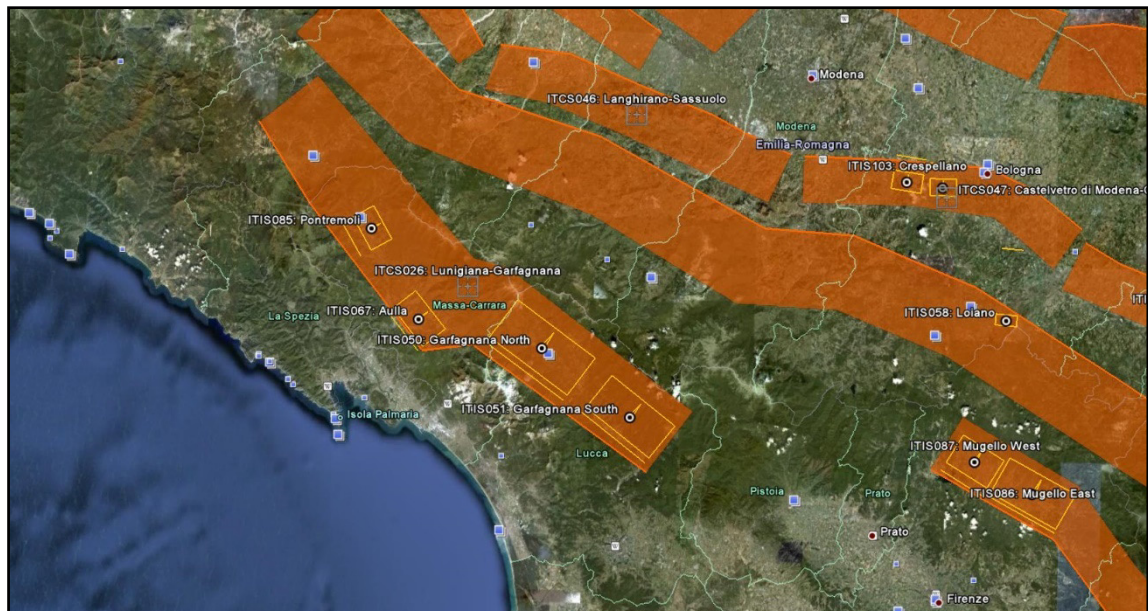 Modena
ITCS046: Langhirano-Sassuolo
Modena
Emilia-Romagna
ITIS103: Crespellano
Bologna
ITCS047: Castelvetro di Modena-
ITIS085: Pontremoli
ITCS026: Lunigiana-Garfagnana
Massa-Carrara
ITIS067: Aulla
La Spezia
ITIS058: Loiano
ITIS050: Garfagnana North
ITIS051: Garfagnana South
Isola Palmaria
ITIS087: Mugello West
Lucca
Pistoia
Prato
ITIS086: Mugello East
Prato
Firenze